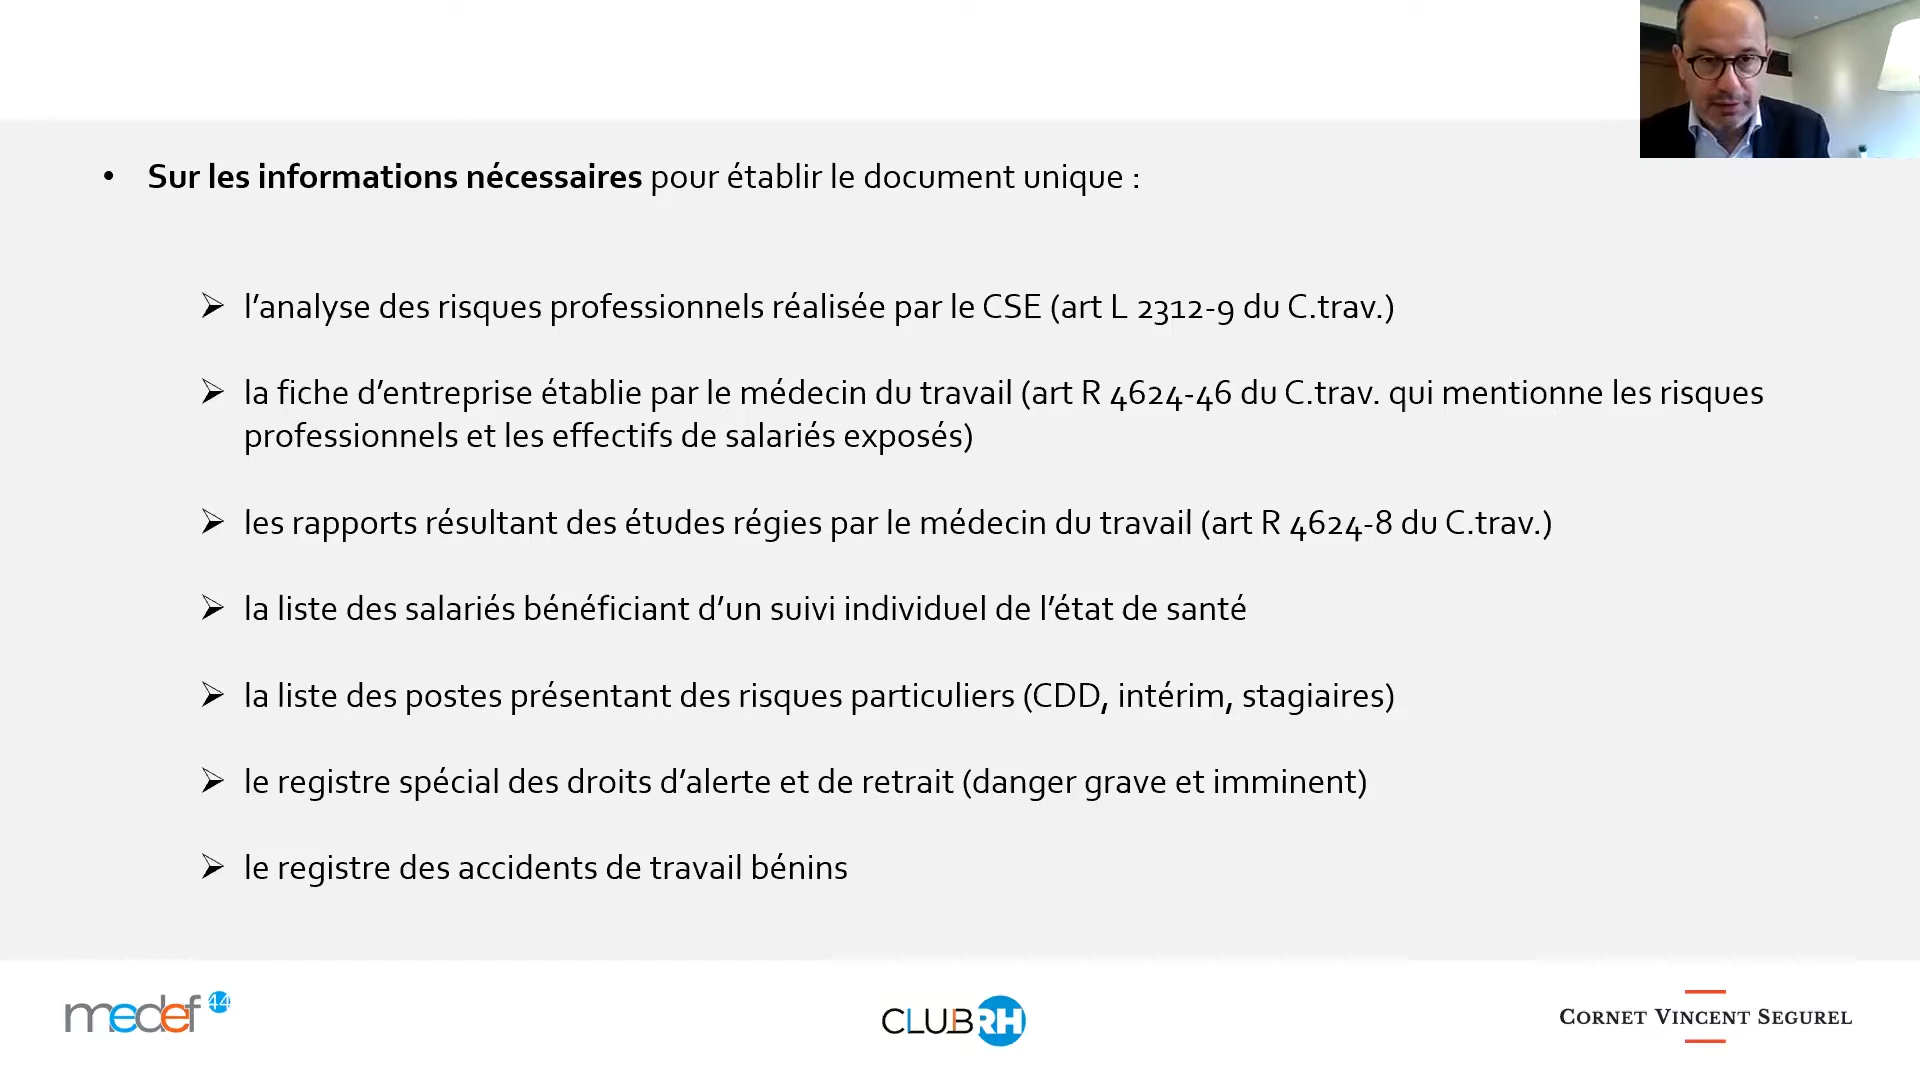 • Sur les informations nécessaires pour établir le document unique :
➢ l’analyse des risques professionnels réalisée par le CSE (art L 2312-9 du C.trav.)
➢ la fiche d’entreprise établie par le médecin du travail (art R 4624-46 du C.trav. qui mentionne les risques
professionnels et les effectifs de salariés exposés)
➢ les rapports résultant des études régies par le médecin du travail (art R 4624-8 du C.trav.)
➢ la liste des salariés bénéficiant d’un suivi individuel de l’état de santé
➢ la liste des postes présentant des risques particuliers (CDD, intérim, stagiaires)
➢ le registre spécial des droits d’alerte et de retrait (danger grave et imminent)
➢ le registre des accidents de travail bénins
medef 44
CLUBRH
CORNET VINCENT SEGUREL